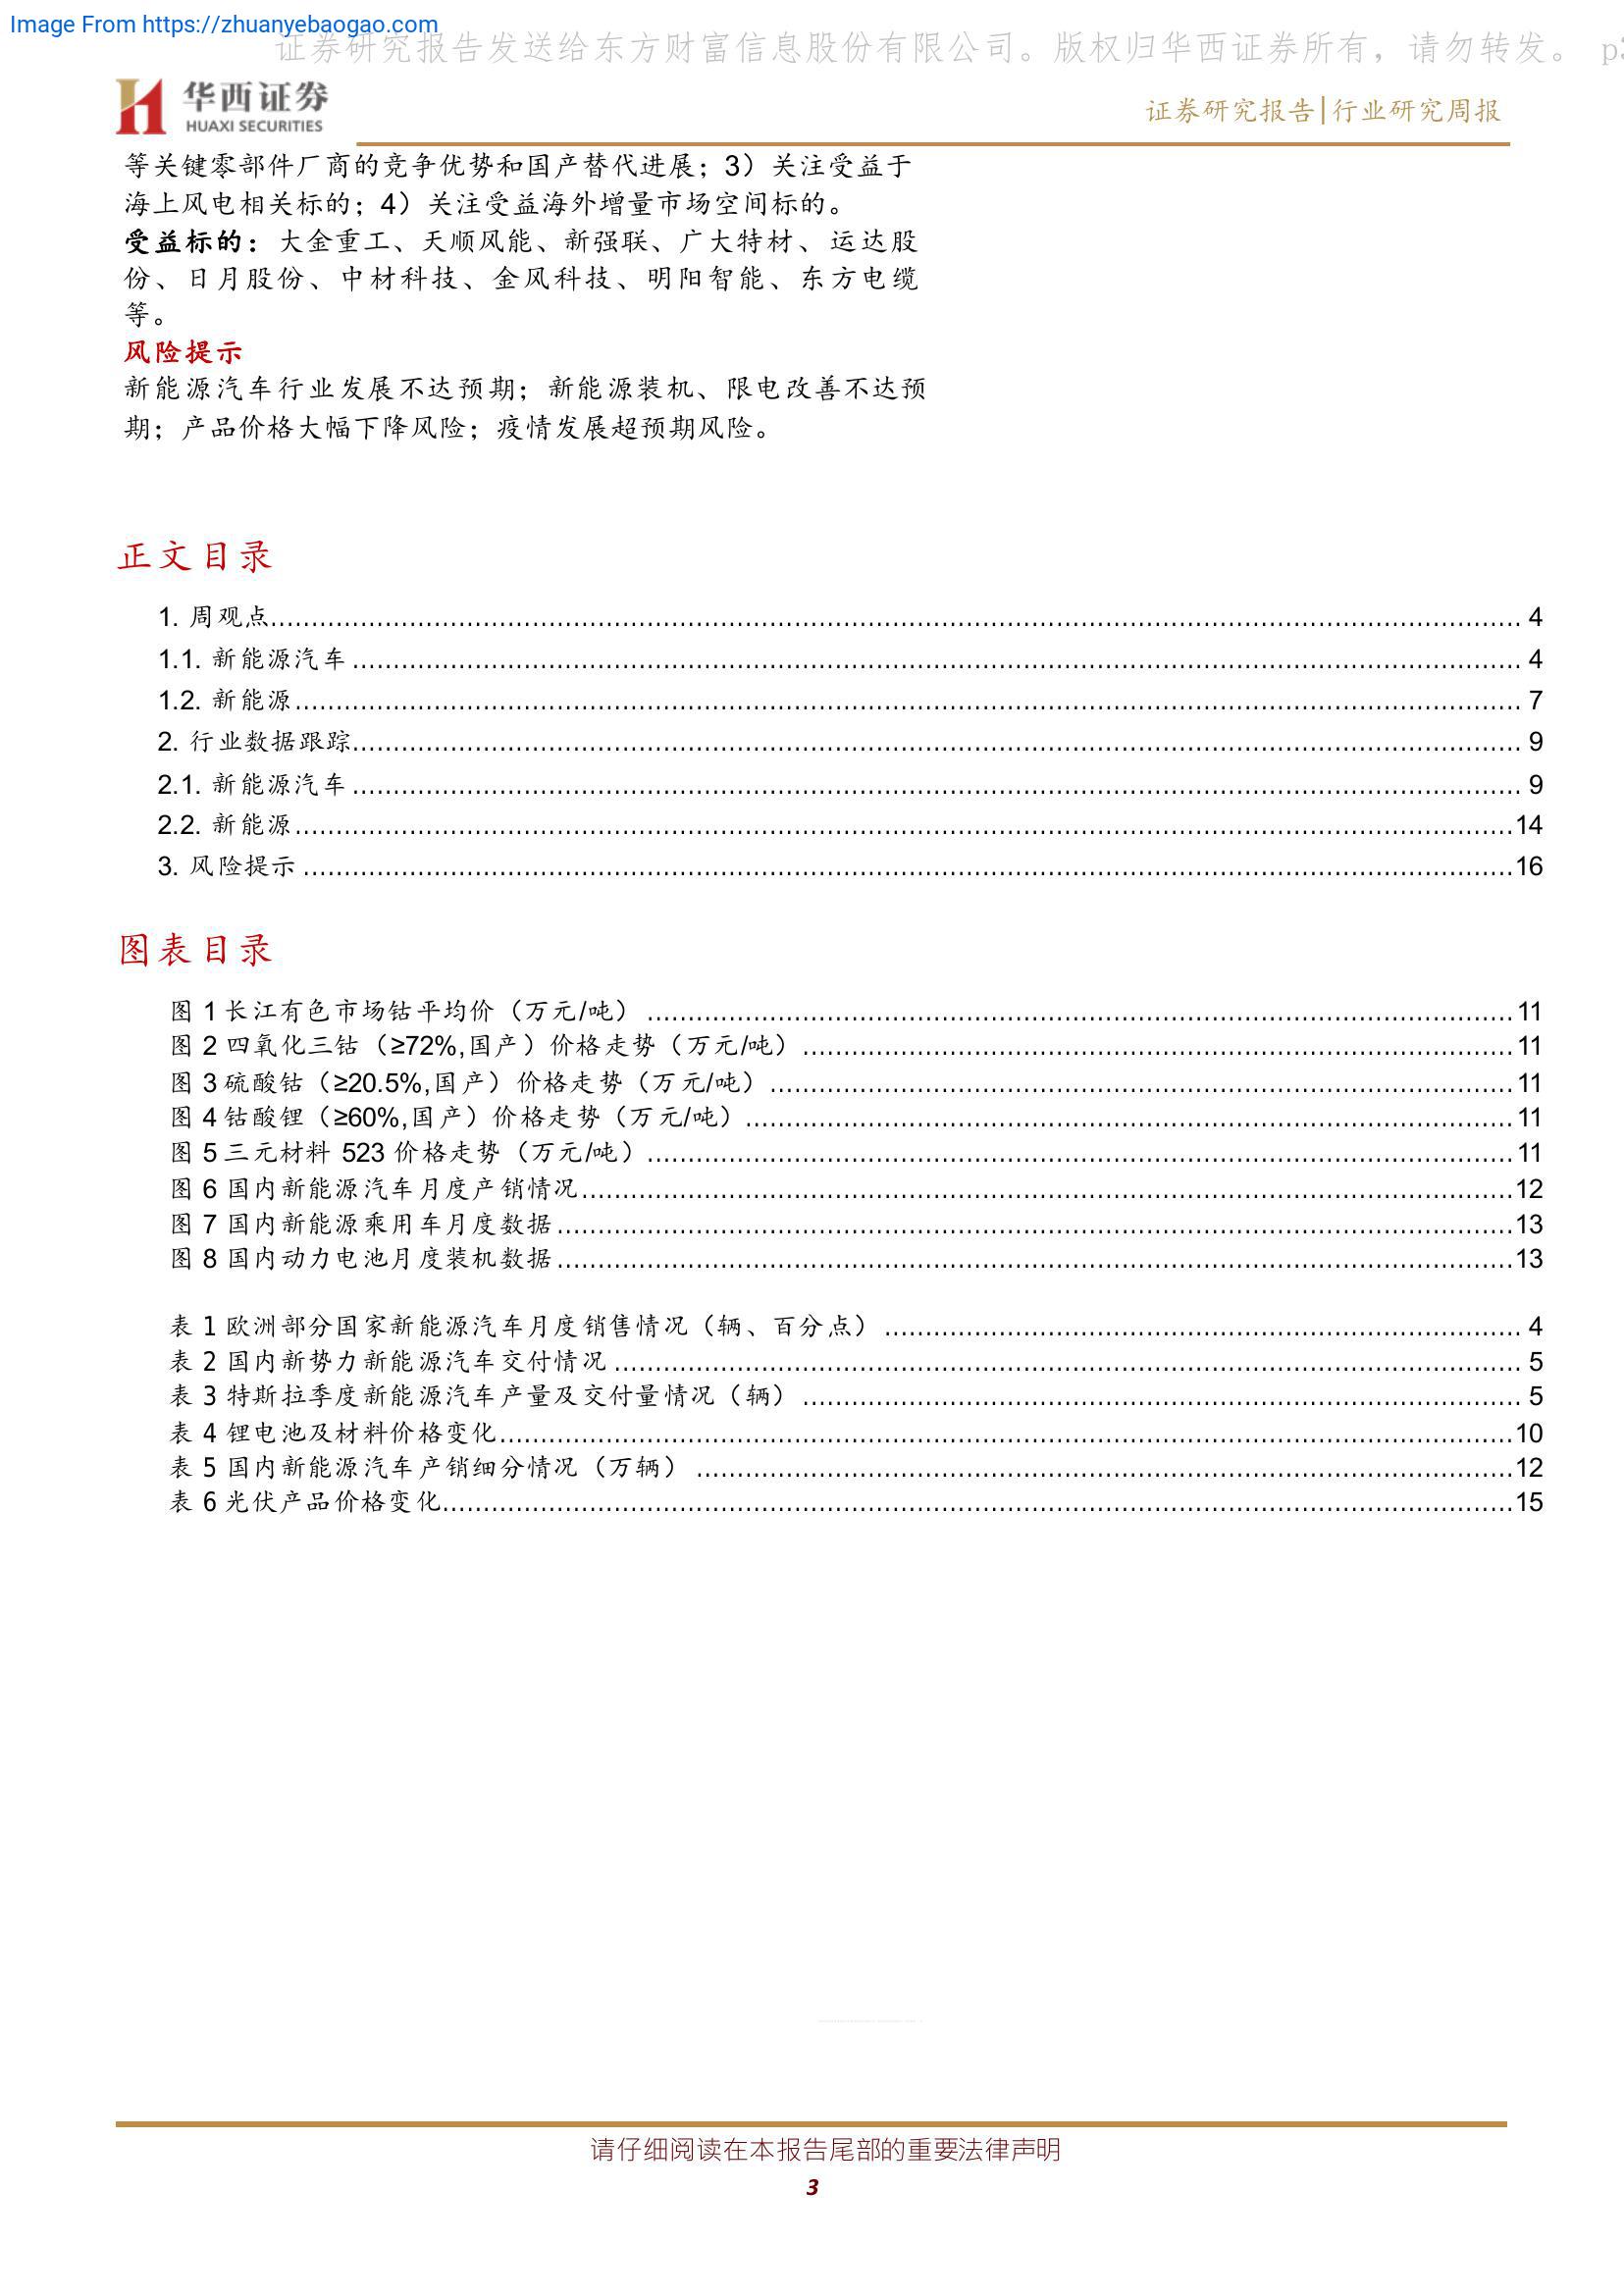 Image From https://zhuanyebaogao.com
证券研究报告发送给东方财富信息股份有限公司。版权归华西证券所有，请勿转发。 p3
华西证券
HUAXI SECURITIES
证券研究报告|行业研究周报
等关键零部件厂商的竞争优势和国产替代进展；3）关注受益于
海上风电相关标的；4）关注受益海外增量市场空间标的。
受益标的：大金重工、天顺风能、新强联、广大特材、运达股
份、日月股份、中材科技、金风科技、明阳智能、东方电缆
等。
风险提示
新能源汽车行业发展不达预期；新能源装机、限电改善不达预
期；产品价格大幅下降风险；疫情发展超预期风险。
正文目录
1. 周观点 4
1.1. 新能源汽车 4
1.2. 新能源 7
2. 行业数据跟踪 9
2.1. 新能源汽车 9
2.2. 新能源 14
3. 风险提示 16
图表目录
图 1 长江有色市场钴平均价（万元/吨） 11
图 2 四氧化三钴（≥72%,国产）价格走势（万元/吨） 11
图 3 硫酸钴（≥20.5%,国产）价格走势（万元/吨） 11
图 4 钴酸锂（≥60%,国产）价格走势（万元/吨） 11
图 5 三元材料 523 价格走势（万元/吨） 11
图 6 国内新能源汽车月度产销情况 12
图 7 国内新能源乘用车月度数据 13
图 8 国内动力电池月度装机数据 13
表 1 欧洲部分国家新能源汽车月度销售情况（辆、百分点） 4
表 2 国内新势力新能源汽车交付情况 5
表 3 特斯拉季度新能源汽车产量及交付量情况（辆） 5
表 4 锂电池及材料价格变化 10
表 5 国内新能源汽车产销细分情况（万辆） 12
表 6 光伏产品价格变化 15
请仔细阅读在本报告尾部的重要法律声明
3